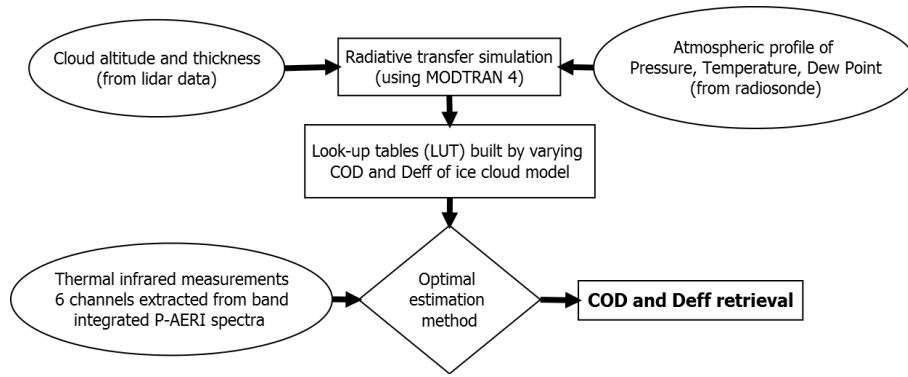 Cloud altitude and thickness
(from lidar data)
Radiative transfer simulation
(using MODTRAN 4)
Atmospheric profile of
Pressure, Temperature, Dew Point
(from radiosonde)
Look-up tables (LUT) built by varying
COD and Deff of ice cloud model
Thermal infrared measurements
6 channels extracted from band
integrated P-AERI spectra
Optimal
estimation
method
COD and Deff retrieval